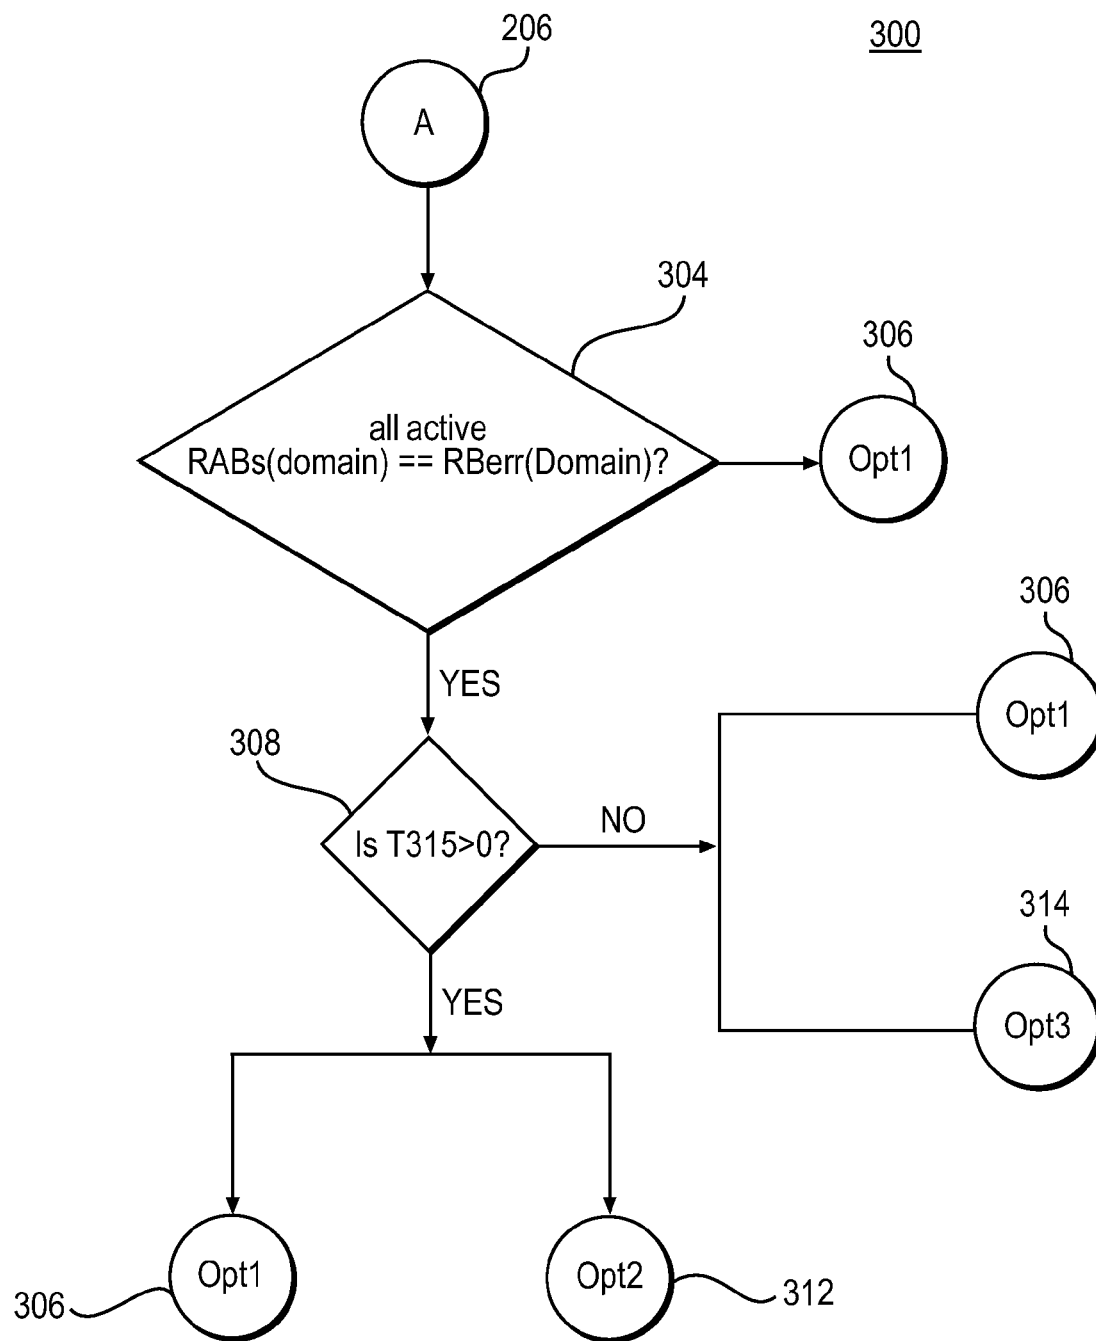 206
300
A
304
306
all active
RABs(domain) == RBerr(Domain)?
Opt1
306
YES
Opt1
308
NO
Is T315>0?
314
YES
Opt3
Opt1
Opt2
306
312